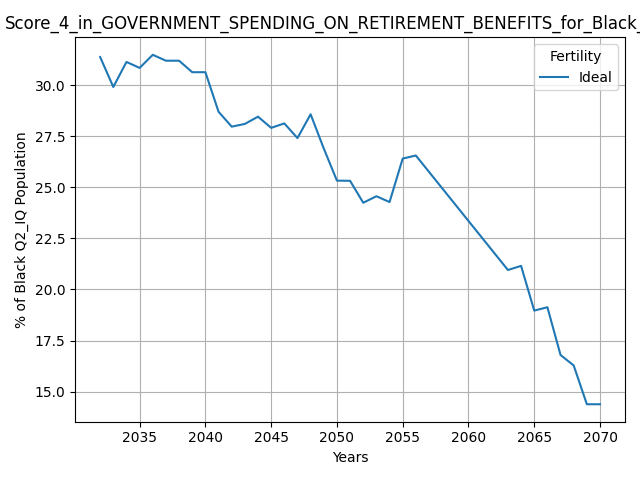 Score_4_in_GOVERNMENT_SPENDING_ON_RETIREMENT_BENEFITS_for_Black_
Fertility
Ideal
% of Black Q2_IQ Population
30.0
27.5
25.0
22.5
20.0
17.5
15.0
2035 2040 2045 2050 2055 2060 2065 2070
Years